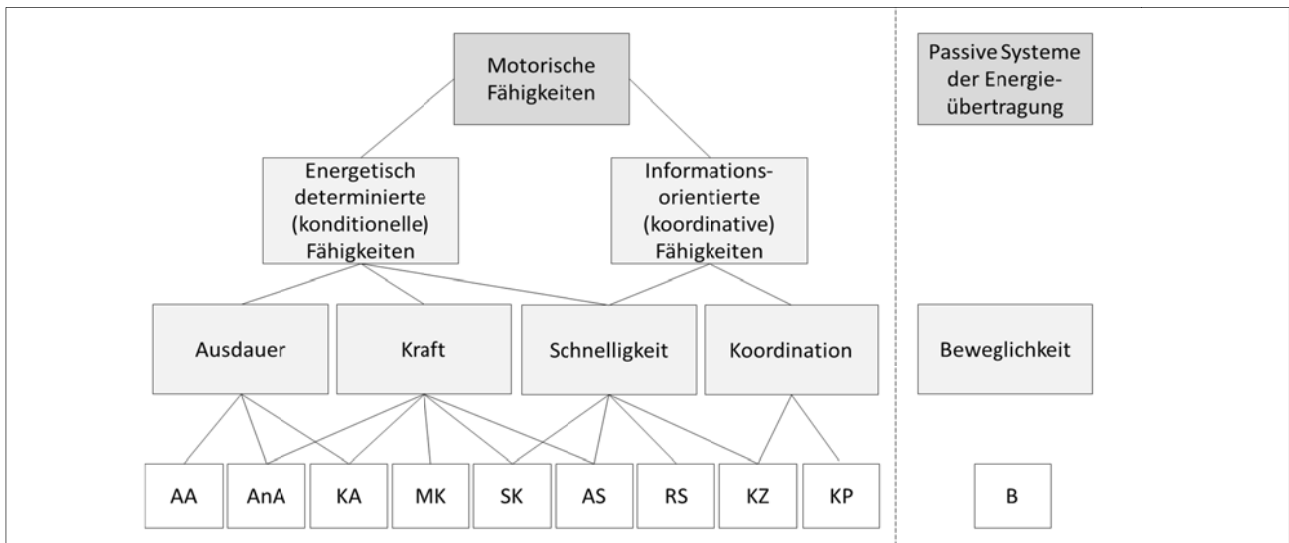 Motorische
Fähigkeiten
Passive Systeme
der Energie-
übertragung
Energetisch
determinierte
(konditionelle)
Fähigkeiten
Informations-
orientierte
(koordinative)
Fähigkeiten
Ausdauer
Kraft
Schnelligkeit
Koordination
Beweglichkeit
AA
AnA
KA
MK
SK
AS
RS
KZ
KP
B